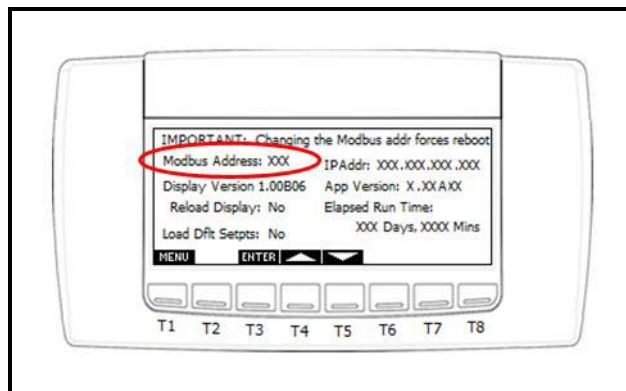 IMPORTANT: Changing the Modbus addr forces reboot
Modbus Address: XXX IPAddr: XXX.XXX.XXX.XXX
Display Version 1.00B06 App Version: X.XXAXX
Reload Display: No Elapsed Run Time:
Load Dflt Setpts: No XXX Days, XXXX Mins
MENU ENTER
T1 T2 T3 T4 T5 T6 T7 T8